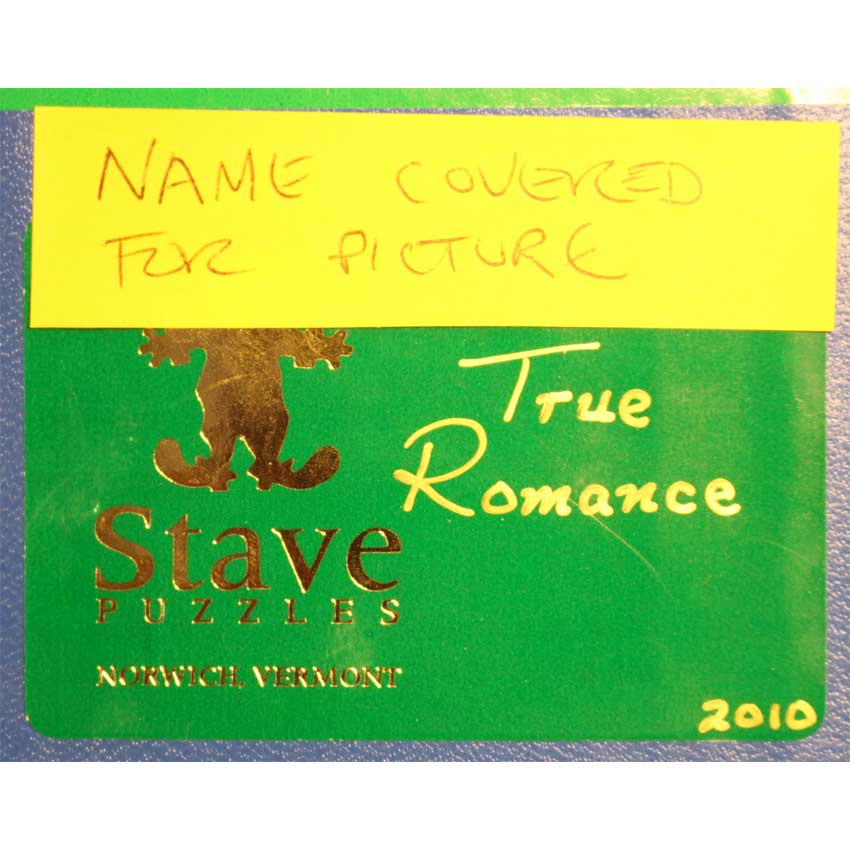 NAME COVERED
FOR PICTURE
True
Romance
Stave
PUZZLES
NORWICH, VERMONT
2010